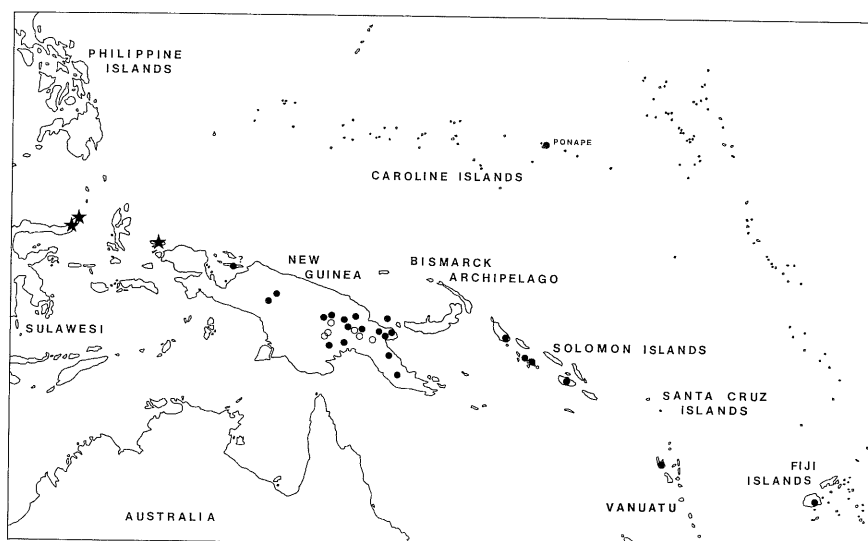 PHILIPPINE
ISLANDS
PONAPE
CAROLINE ISLANDS
?
NEW
GUINEA
BISMARCK
ARCHIPELAGO
SULAWESI
SOLOMON ISLANDS
SANTA CRUZ
ISLANDS
FIJI
ISLANDS
VANUATU
AUSTRALIA